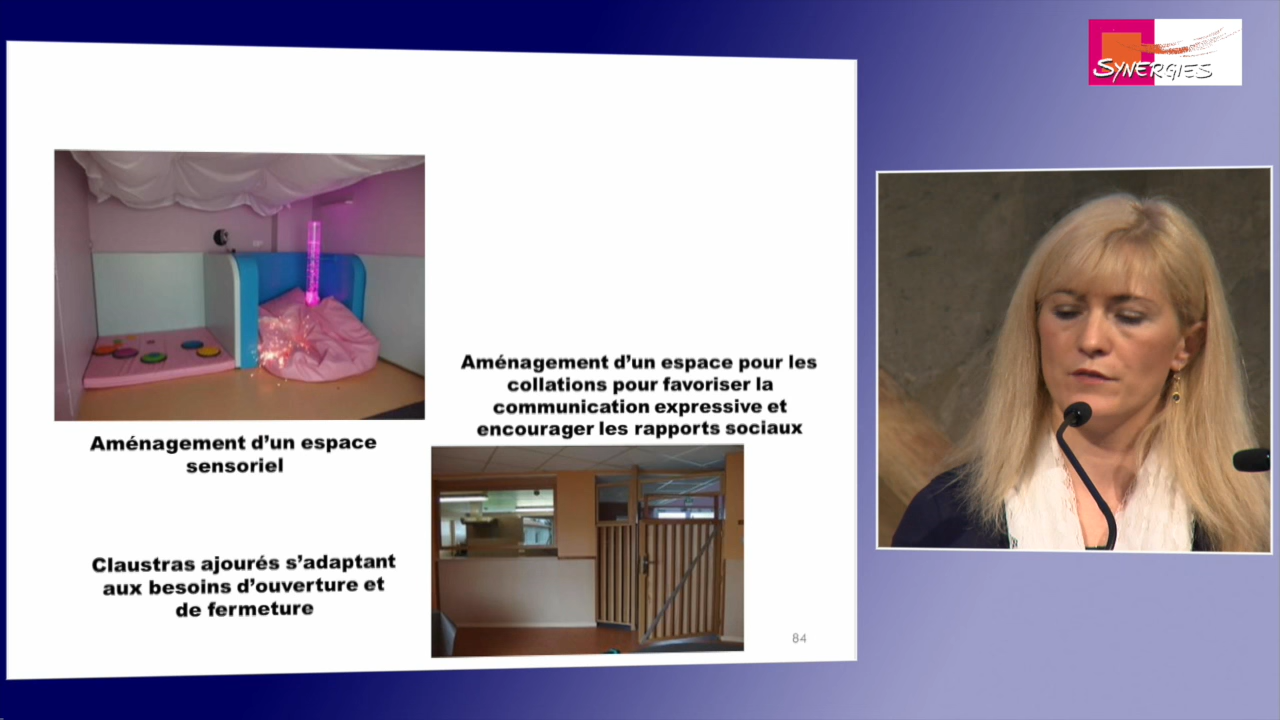 SYNERGIES
Aménagement d’un espace
sensoriel
Aménagement d’un espace pour les
collations pour favoriser la
communication expressive et
encourager les rapports sociaux
Claustras ajourés s’adaptant
aux besoins d’ouverture et
de fermeture
84